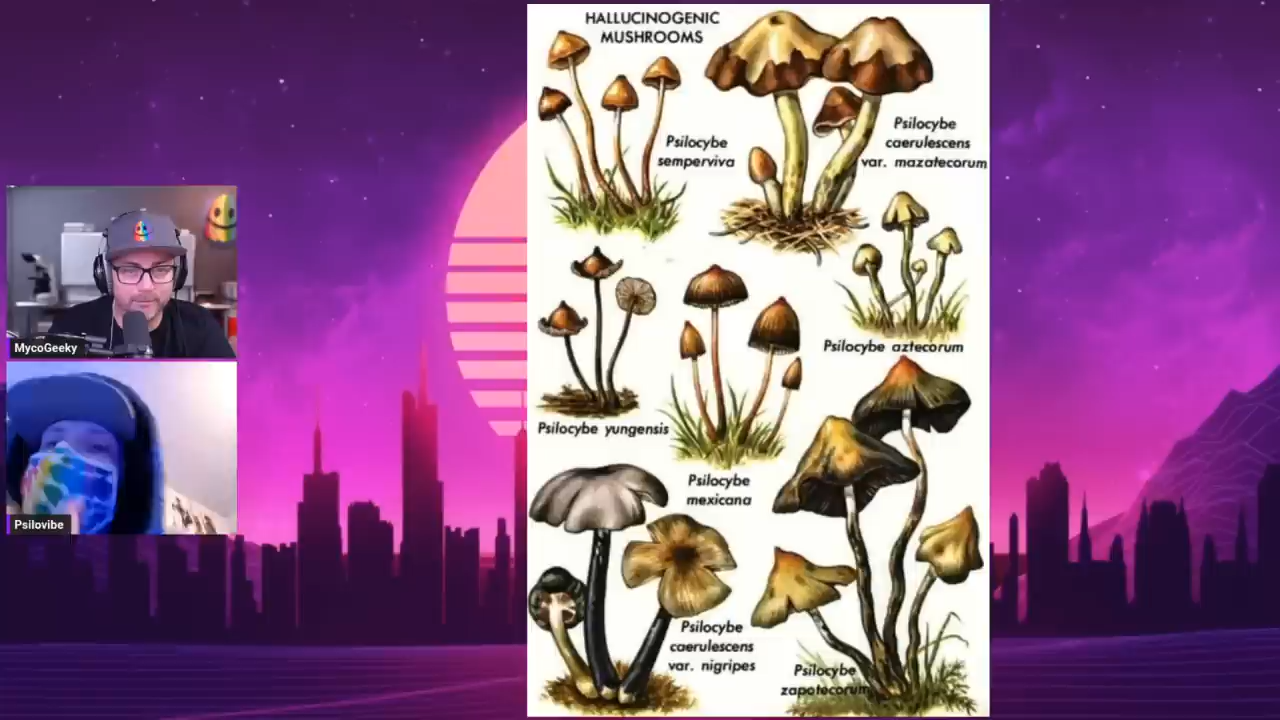 HALLUCINOGENIC
MUSHROOMS
Psilocybe
semperviva
Psilocybe
caerulescens
var. mazatecorum
Psilocybe aztecorum
Psilocybe yungensis
Psilocybe
mexicana
Psilocybe
caerulescens
var. nigripes
Psilocybe
zapotecorum
MycoGeeky
Psilovibe